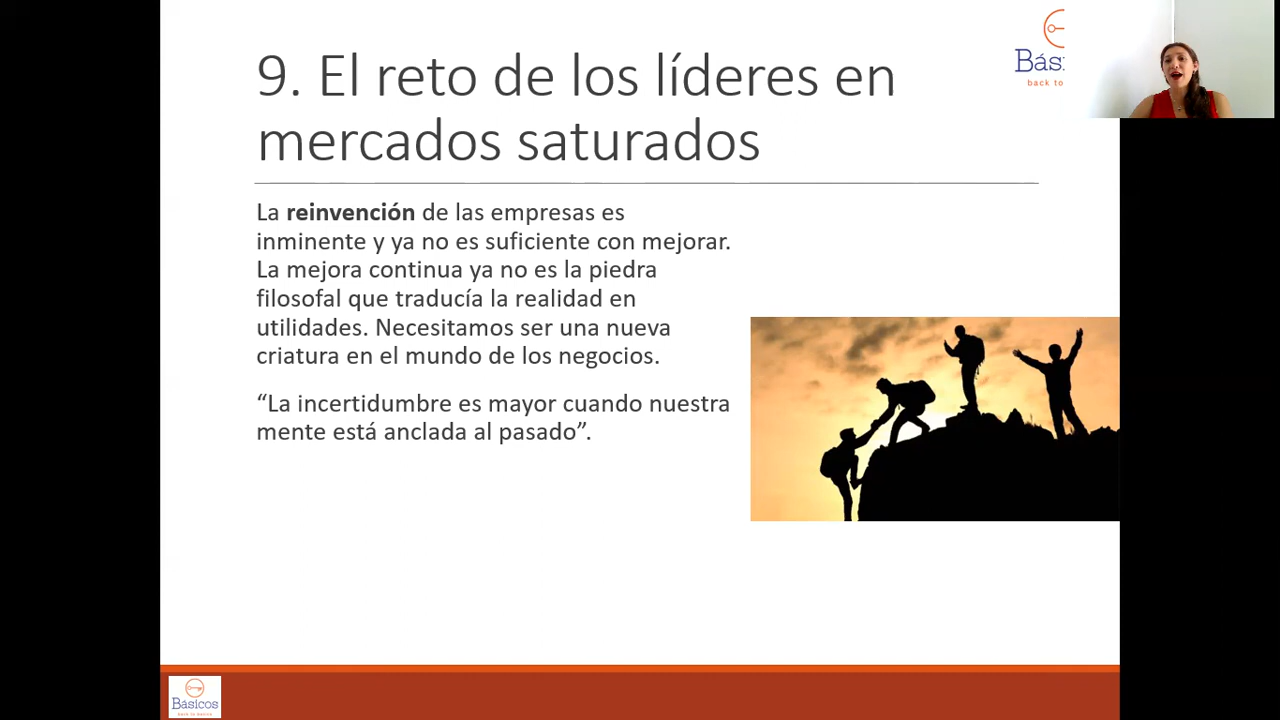 9. El reto de los líderes en
mercados saturados
Bás
back to
La reinvención de las empresas es
inminente y ya no es suficiente con mejorar.
La mejora continua ya no es la piedra
filosofal que traducía la realidad en
utilidades. Necesitamos ser una nueva
criatura en el mundo de los negocios.
“La incertidumbre es mayor cuando nuestra
mente está anclada al pasado”.
Básicos
back to basics